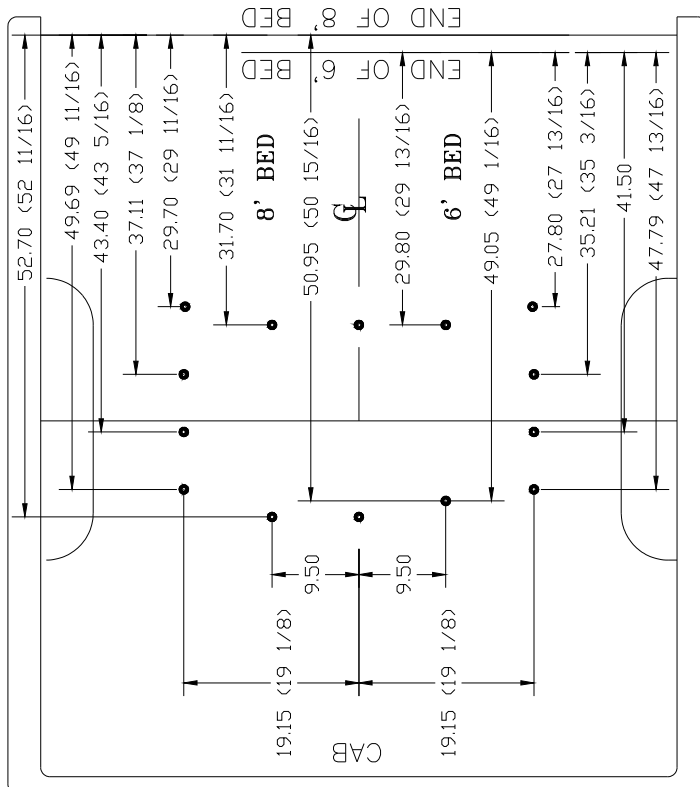 END OF 8' BED
END OF 6' BED
52.70 (52 11/16)
49.69 (49 11/16)
43.40 (43 5/16)
37.11 (37 1/8)
29.70 (29 11/16)
31.70 (31 11/16)
8' BED
50.95 (50 15/16)
CL
29.80 (29 13/16)
6' BED
49.05 (49 1/16)
27.80 (27 13/16)
35.21 (35 3/16)
41.50
47.79 (47 13/16)
9.50
9.50
19.15 (19 1/8)
19.15 (19 1/8)
CAB